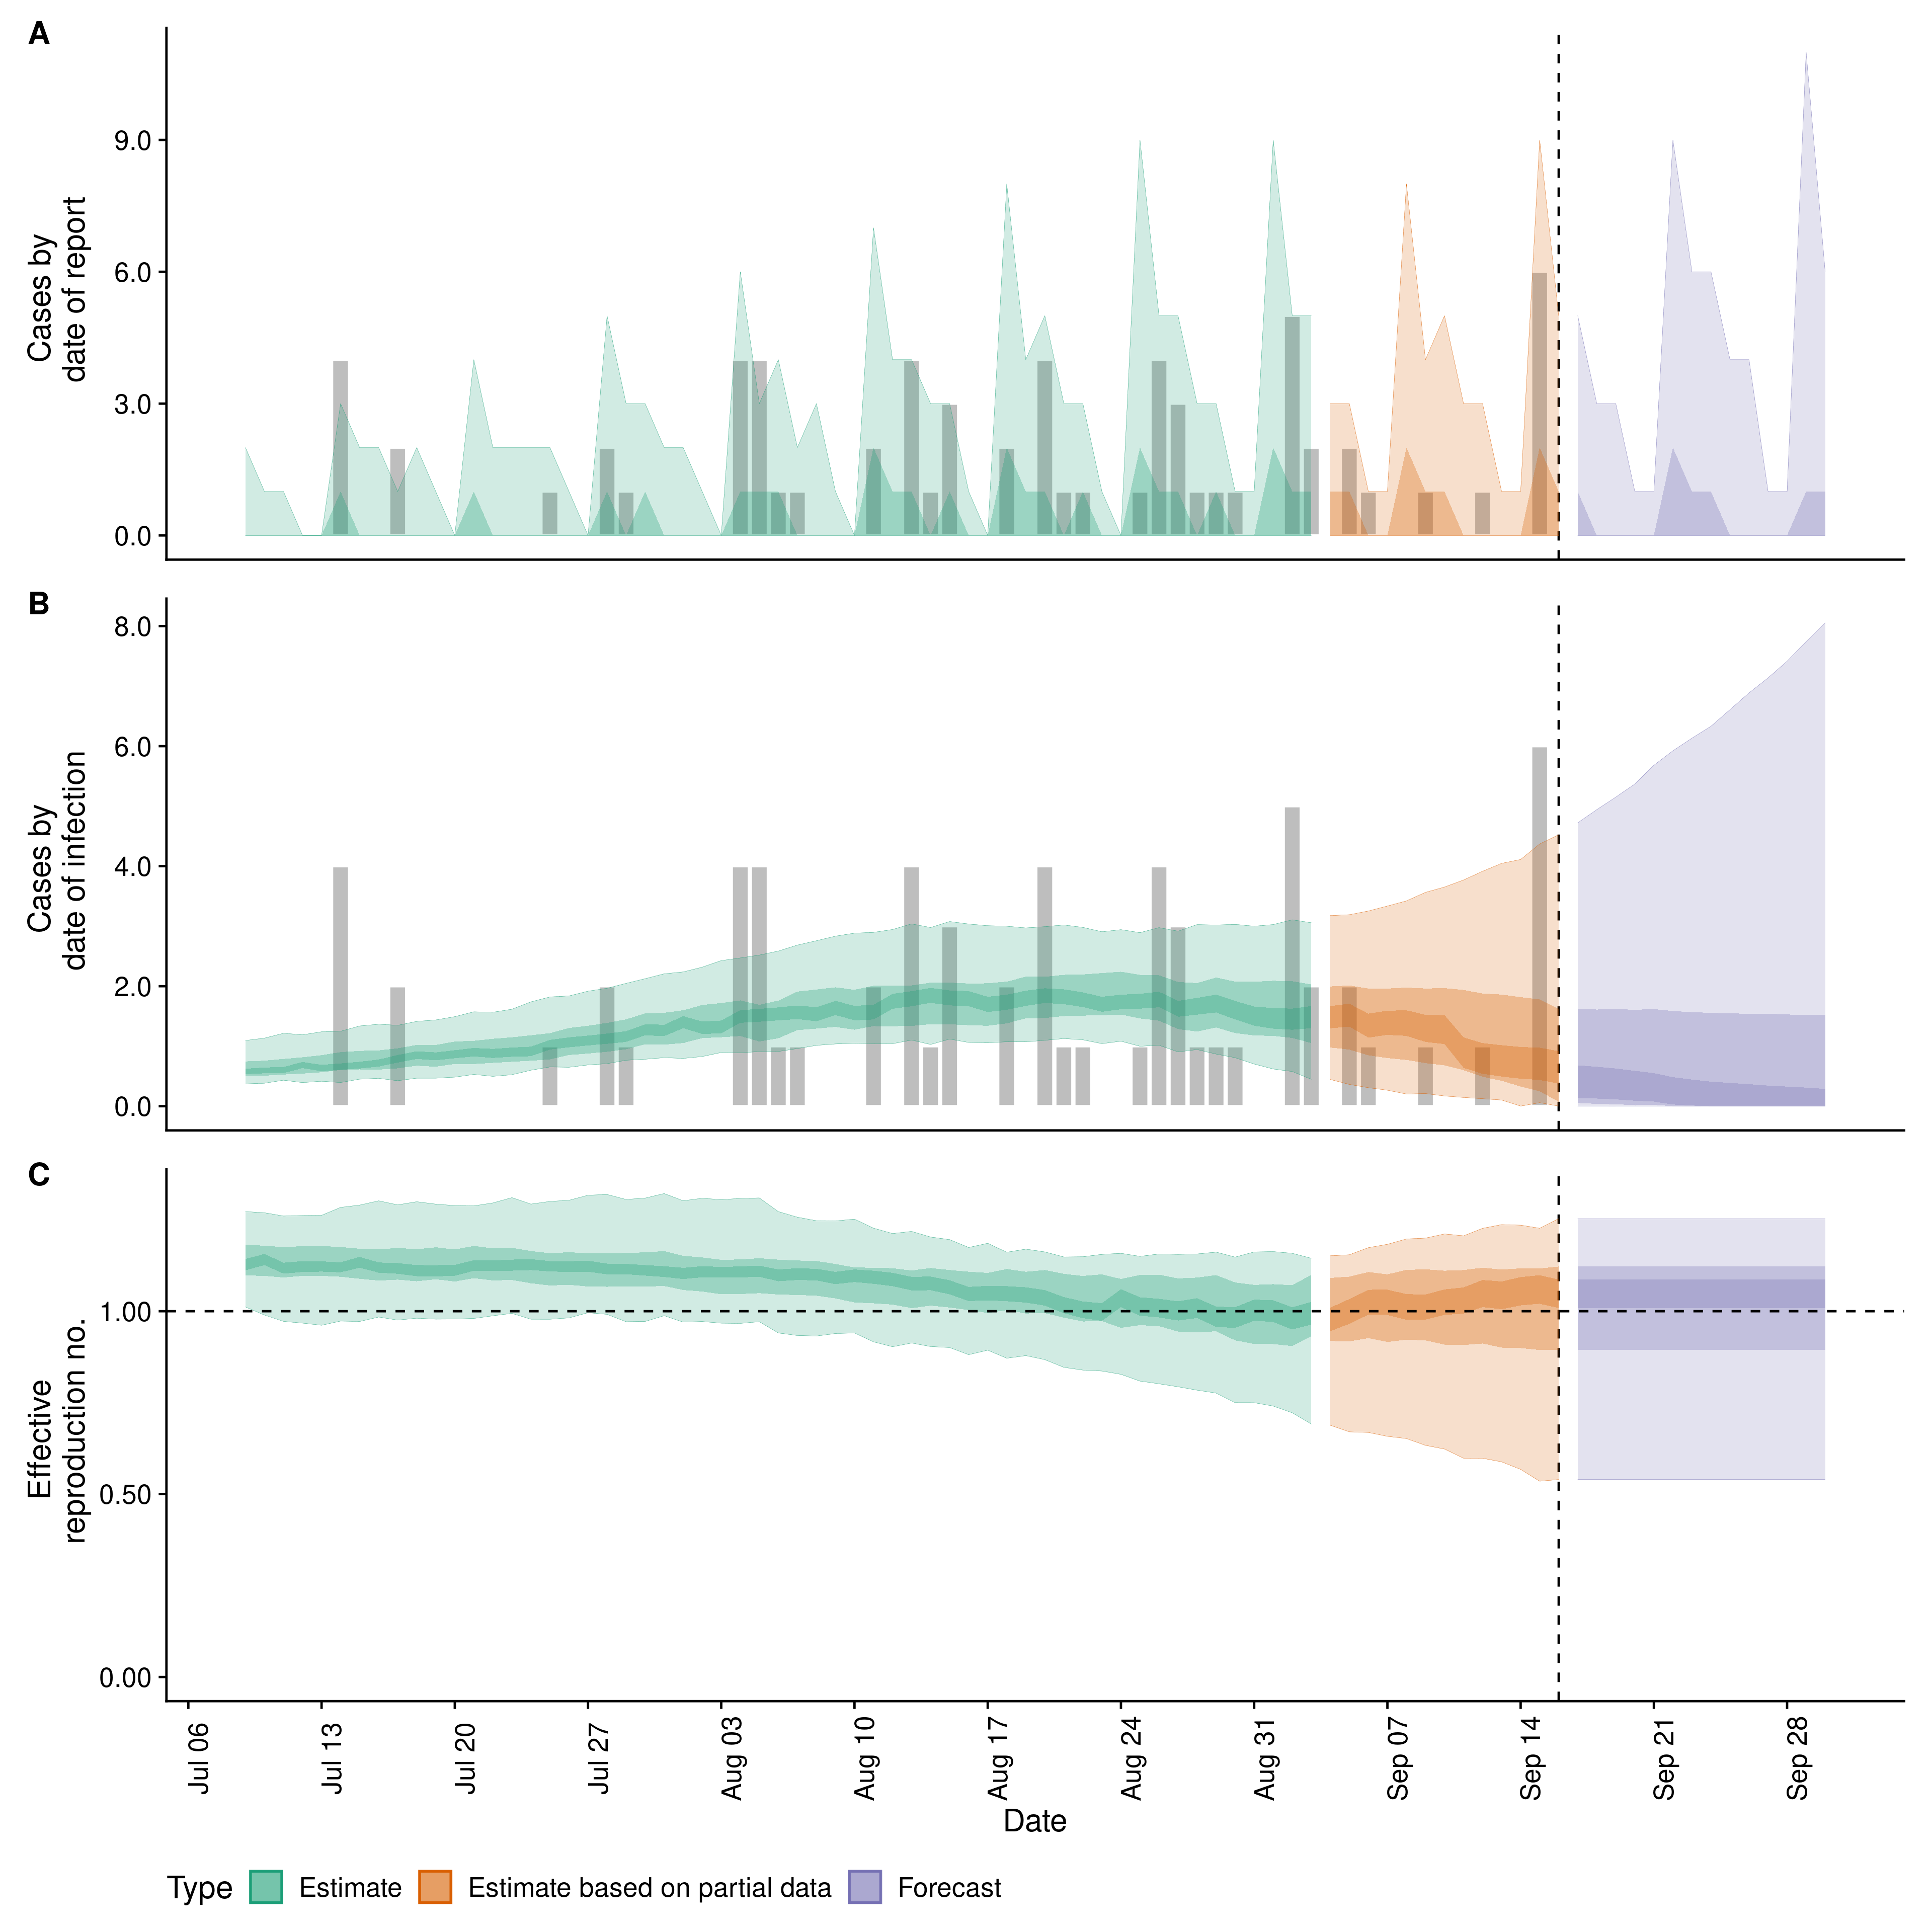 A
Cases by
date of report
9.0
6.0
3.0
0.0
B
Cases by
date of infection
8.0
6.0
4.0
2.0
0.0
C
Effective
reproduction no.
1.00
0.50
0.00
Jul 06
Jul 13
Jul 20
Jul 27
Aug 03
Aug 10
Aug 17
Aug 24
Aug 31
Sep 07
Sep 14
Sep 21
Sep 28
Date
Type
Estimate
Estimate based on partial data
Forecast